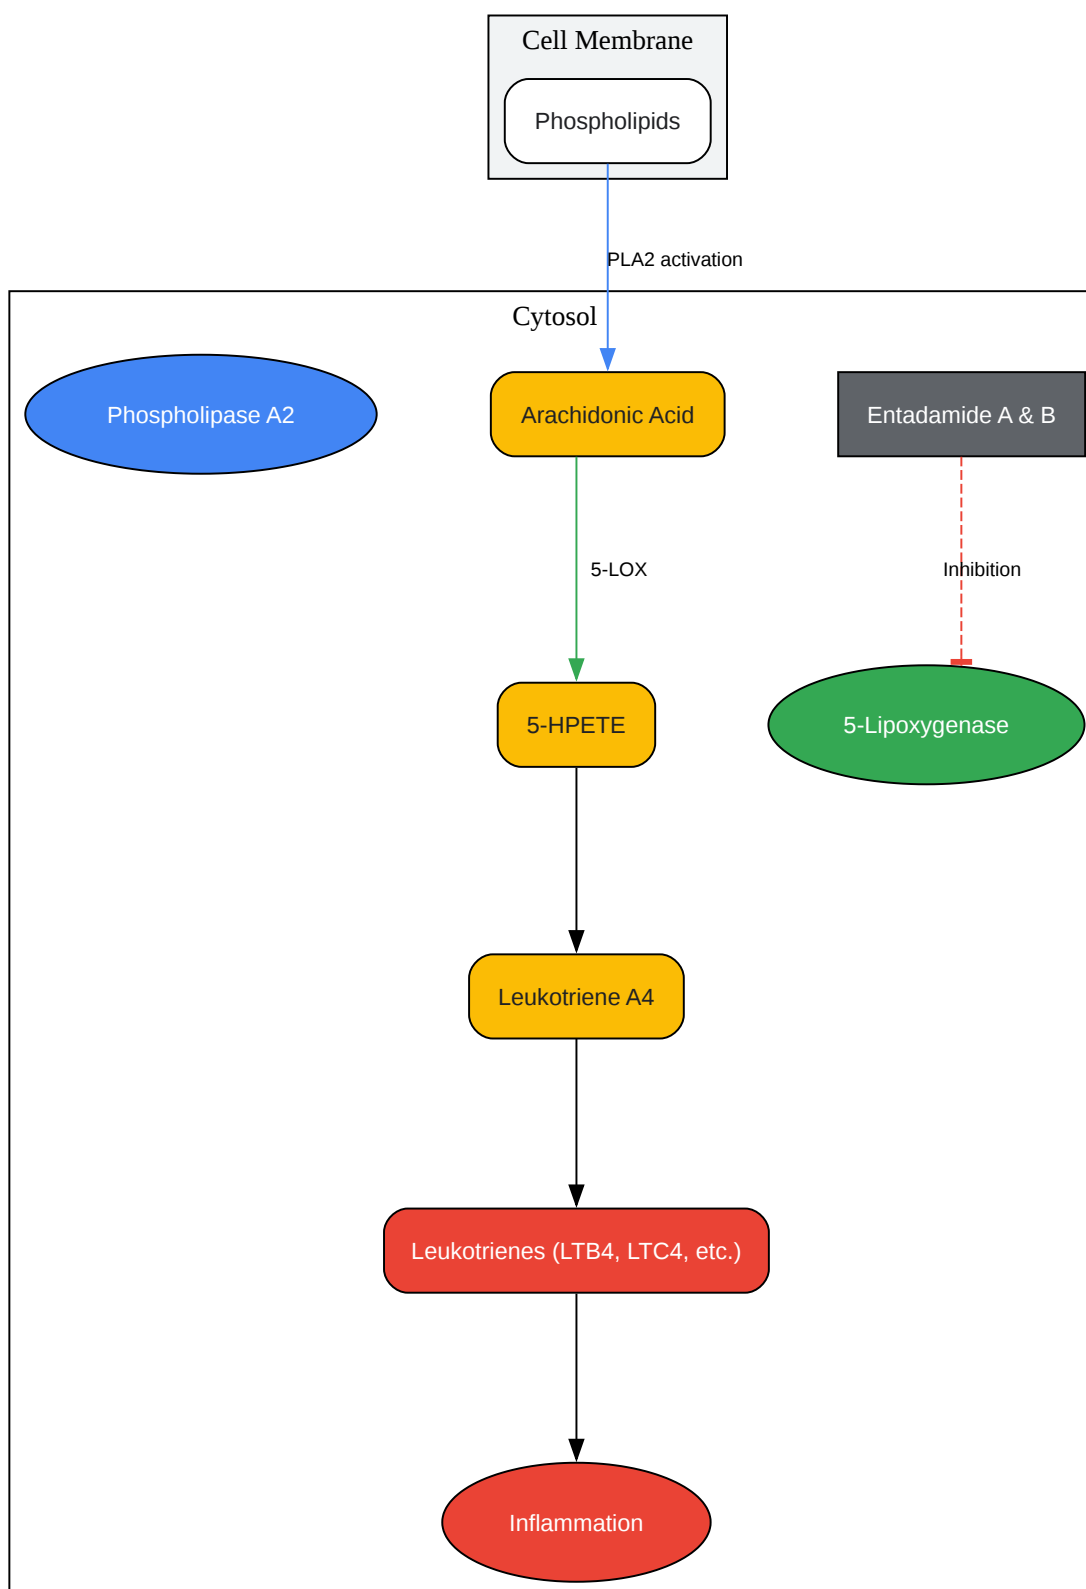 Cell Membrane
Phospholipids
PLA2 activation
Cytosol
Phospholipase A2
Arachidonic Acid
Entadamide A & B
5-LOX
Inhibition
5-HPETE
5-Lipoxygenase
Leukotriene A4
Leukotrienes (LTB4, LTC4, etc.)
Inflammation